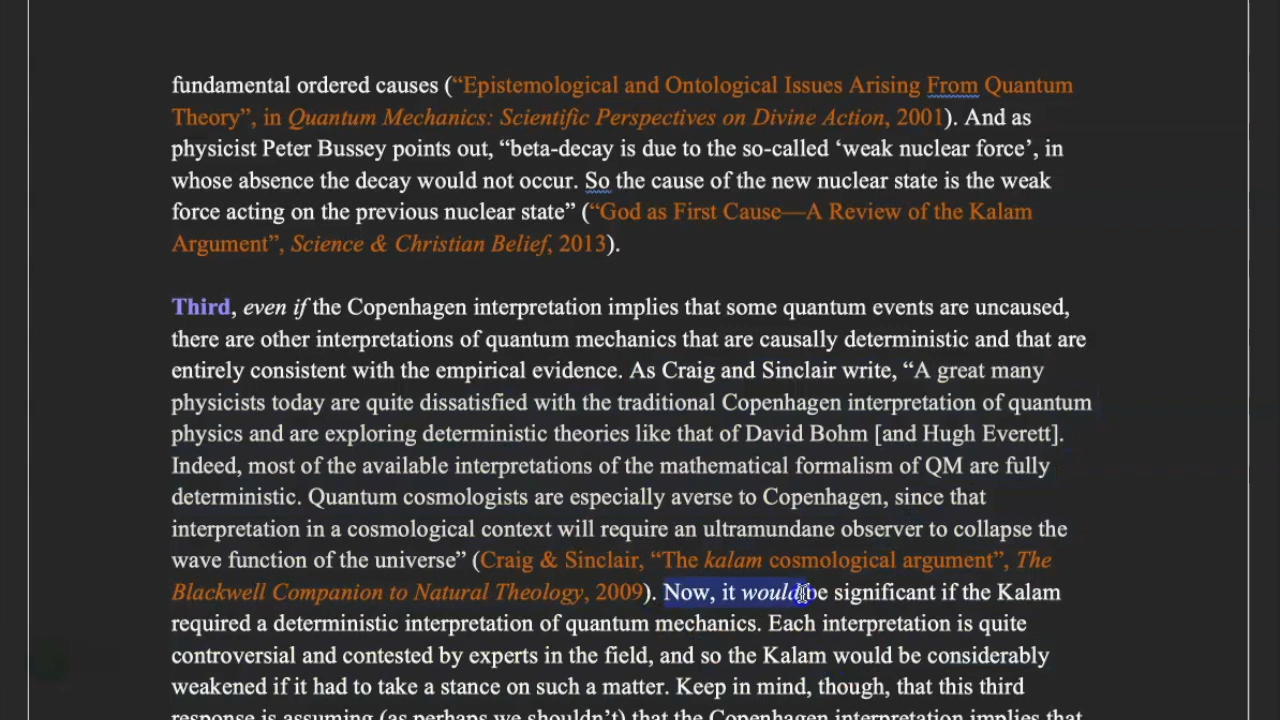 fundamental ordered causes (“Epistemological and Ontological Issues Arising From Quantum
Theory”, in Quantum Mechanics: Scientific Perspectives on Divine Action, 2001). And as
physicist Peter Bussey points out, “beta-decay is due to the so-called ‘weak nuclear force’, in
whose absence the decay would not occur. So the cause of the new nuclear state is the weak
force acting on the previous nuclear state” (“God as First Cause—A Review of the Kalam
Argument”, Science & Christian Belief, 2013).
Third, even if the Copenhagen interpretation implies that some quantum events are uncaused,
there are other interpretations of quantum mechanics that are causally deterministic and that are
entirely consistent with the empirical evidence. As Craig and Sinclair write, “A great many
physicists today are quite dissatisfied with the traditional Copenhagen interpretation of quantum
physics and are exploring deterministic theories like that of David Bohm [and Hugh Everett].
Indeed, most of the available interpretations of the mathematical formalism of QM are fully
deterministic. Quantum cosmologists are especially averse to Copenhagen, since that
interpretation in a cosmological context will require an ultramundane observer to collapse the
wave function of the universe” (Craig & Sinclair, “The kalam cosmological argument”, The
Blackwell Companion to Natural Theology, 2009). Now, it would be significant if the Kalam
required a deterministic interpretation of quantum mechanics. Each interpretation is quite
controversial and contested by experts in the field, and so the Kalam would be considerably
weakened if it had to take a stance on such a matter. Keep in mind, though, that this third
response is assuming (as perhaps we shouldn’t) that the Copenhagen interpretation implies that